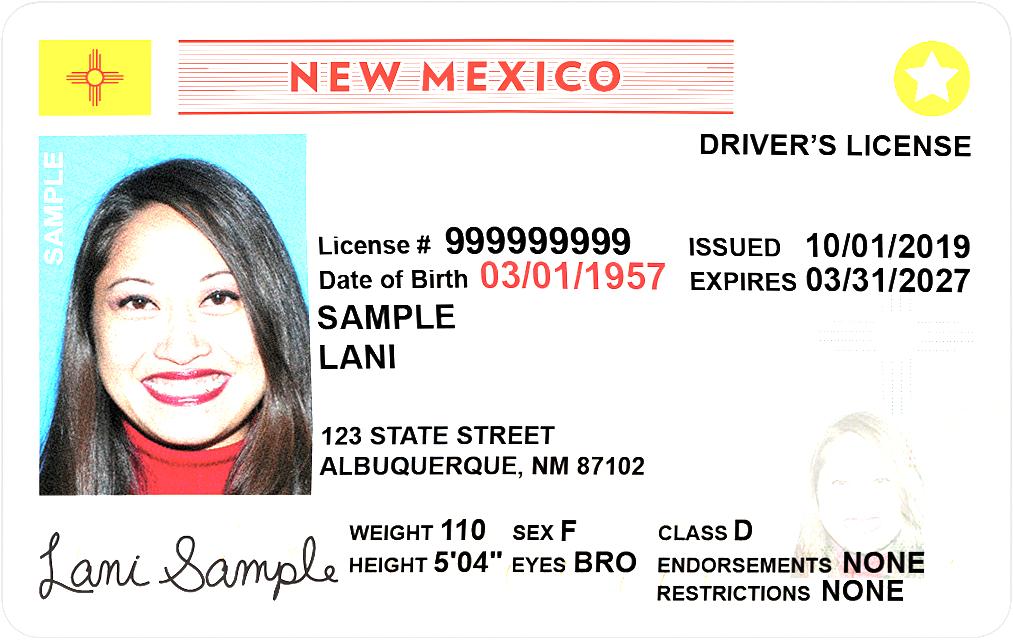 NEW MEXICO
DRIVER'S LICENSE
SAMPLE
License # 999999999
ISSUED 10/01/2019
Date of Birth 03/01/1957
EXPIRES 03/31/2027
SAMPLE
LANI
123 STATE STREET
ALBUQUERQUE, NM 87102
WEIGHT 110 SEX F
CLASS D
HEIGHT 5'04" EYES BRO
ENDORSEMENTS NONE
RESTRICTIONS NONE
Lani Sample